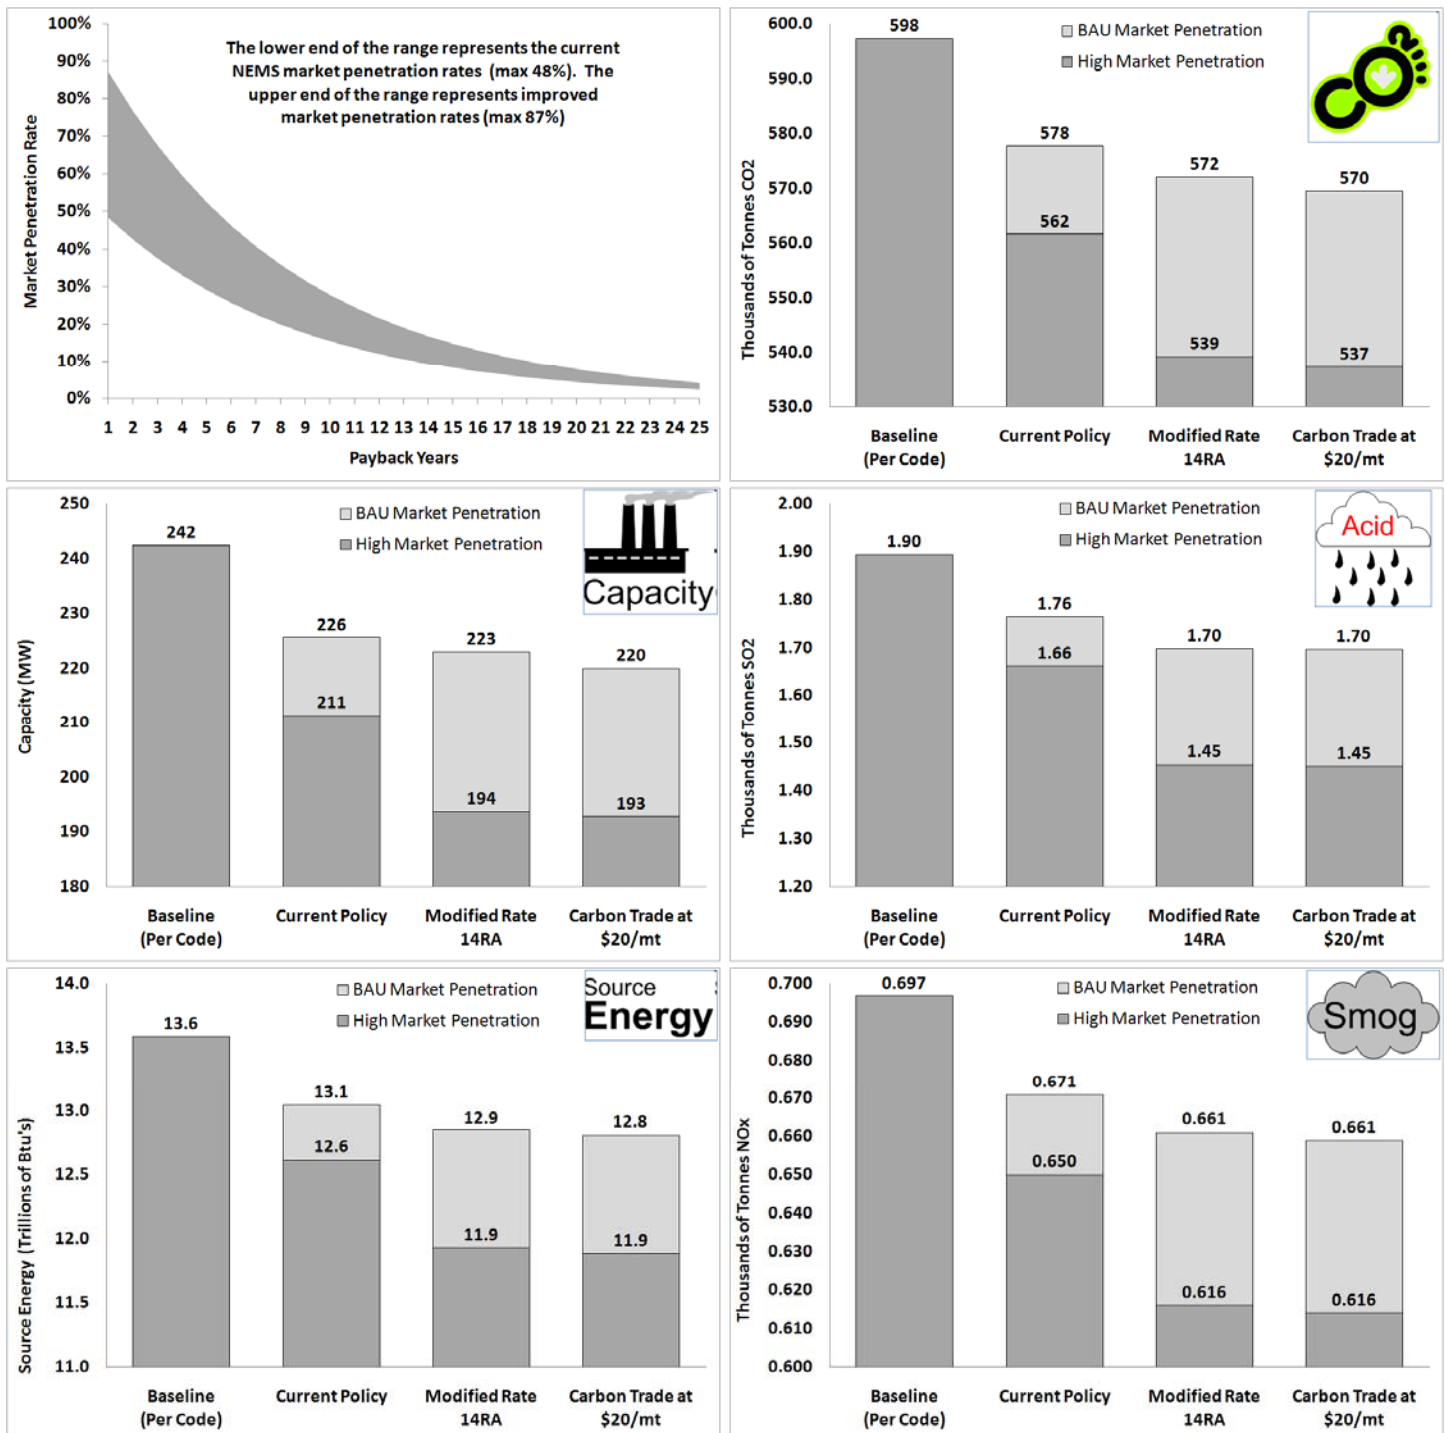 100%
90%
80%
70%
60%
50%
40%
30%
20%
10%
0%
Market Penetration Rate
The lower end of the range represents the current
NEMS market penetration rates (max 48%). The
upper end of the range represents improved
market penetration rates (max 87%)
1 2 3 4 5 6 7 8 9 10 11 12 13 14 15 16 17 18 19 20 21 22 23 24 25
Payback Years
600.0
590.0
580.0
570.0
560.0
550.0
540.0
530.0
Thousands of Tonnes CO2
BAU Market Penetration
High Market Penetration
CO2
598
578
562
572
539
570
537
Baseline
(Per Code)
Current Policy
Modified Rate
14RA
Carbon Trade at
$20/mt
250
240
230
220
210
200
190
180
Capacity (MW)
BAU Market Penetration
High Market Penetration
Capacity
242
226
211
223
194
220
193
Baseline
(Per Code)
Current Policy
Modified Rate
14RA
Carbon Trade at
$20/mt
2.00
1.90
1.80
1.70
1.60
1.50
1.40
1.30
1.20
Thousands of Tonnes SO2
BAU Market Penetration
High Market Penetration
Acid
1.90
1.76
1.66
1.70
1.45
1.70
1.45
Baseline
(Per Code)
Current Policy
Modified Rate
14RA
Carbon Trade at
$20/mt
14.0
13.5
13.0
12.5
12.0
11.5
11.0
Source Energy (Trillions of Btu's)
BAU Market Penetration
High Market Penetration
Source
Energy
13.6
13.1
12.6
12.9
11.9
12.8
11.9
Baseline
(Per Code)
Current Policy
Modified Rate
14RA
Carbon Trade at
$20/mt
0.700
0.690
0.680
0.670
0.660
0.650
0.640
0.630
0.620
0.610
0.600
Thousands of Tonnes NOx
BAU Market Penetration
High Market Penetration
Smog
0.697
0.671
0.650
0.661
0.616
0.661
0.616
Baseline
(Per Code)
Current Policy
Modified Rate
14RA
Carbon Trade at
$20/mt